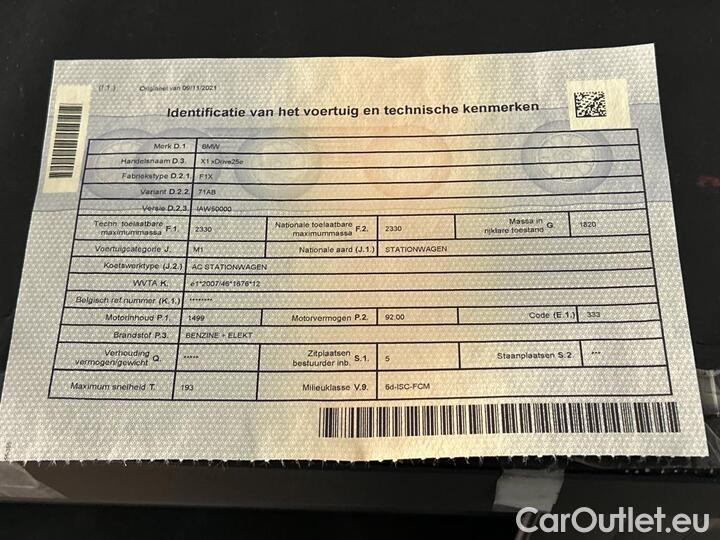 (I.1.) Origineel van 09/11/2021
Identificatie van het voertuig en technische kenmerken
Merk D.1. BMW
Handelsnaam D.3. X1 xDrive25e
Fabriekstype D.2.1. F1X
Variant D.2.2. 71AB
Versie D.2.3. IAW50000
Techn. toelaatbare maximummassa F.1. 2330 Nationale toelaatbare maximummassa F.2. 2330 Massa in rijklare toestand G. 1820
Voertuigcategorie J. M1 Nationale aard (J.1.) STATIONWAGEN
Koetswerktype (J.2.) AC STATIONWAGEN
WVTA K. e1*2007/46*1676*12
Belgisch ref nummer (K.1.) ********
Motorinhoud P.1. 1499 Motorvermogen P.2. 92.00 Code (E.1.) 333
Brandstof P.3. BENZINE + ELEKT
Verhouding vermogen/gewicht Q. ***** Zitplaatsen bestuurder inb. S.1. 5 Staanplaatsen S.2. ***
Maximum snelheid T. 193 Milieuklasse V.9. 6d-ISC-FCM
CarOutlet.eu